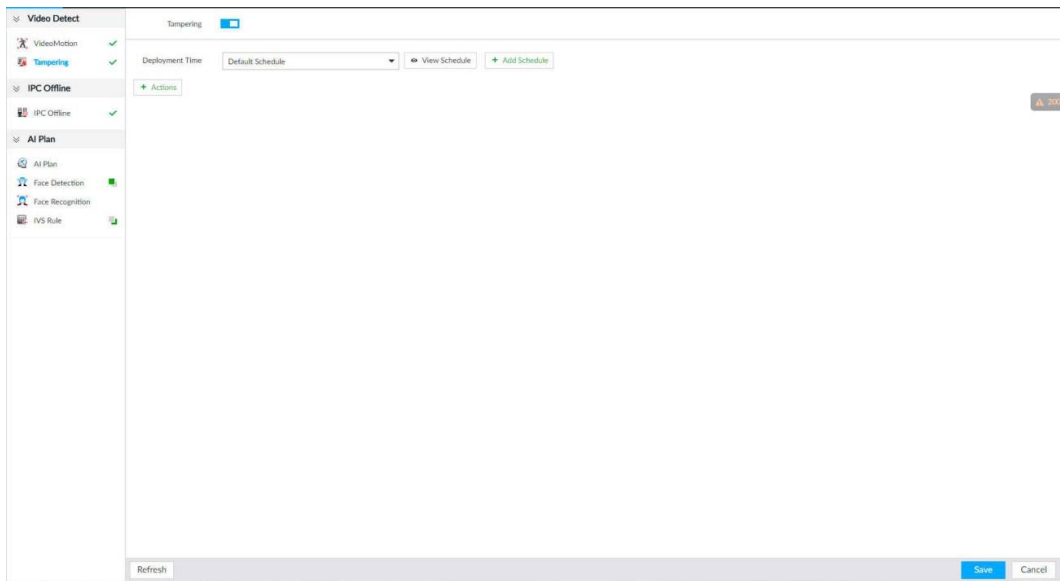 Video Detect
VideoMotion
Tampering
IPC Offline
IPC Offline
AI Plan
AI Plan
Face Detection
Face Recognition
IVS Rule
Tampering
Deployment Time
Default Schedule
View Schedule
+ Add Schedule
+ Actions
Refresh
Save
Cancel